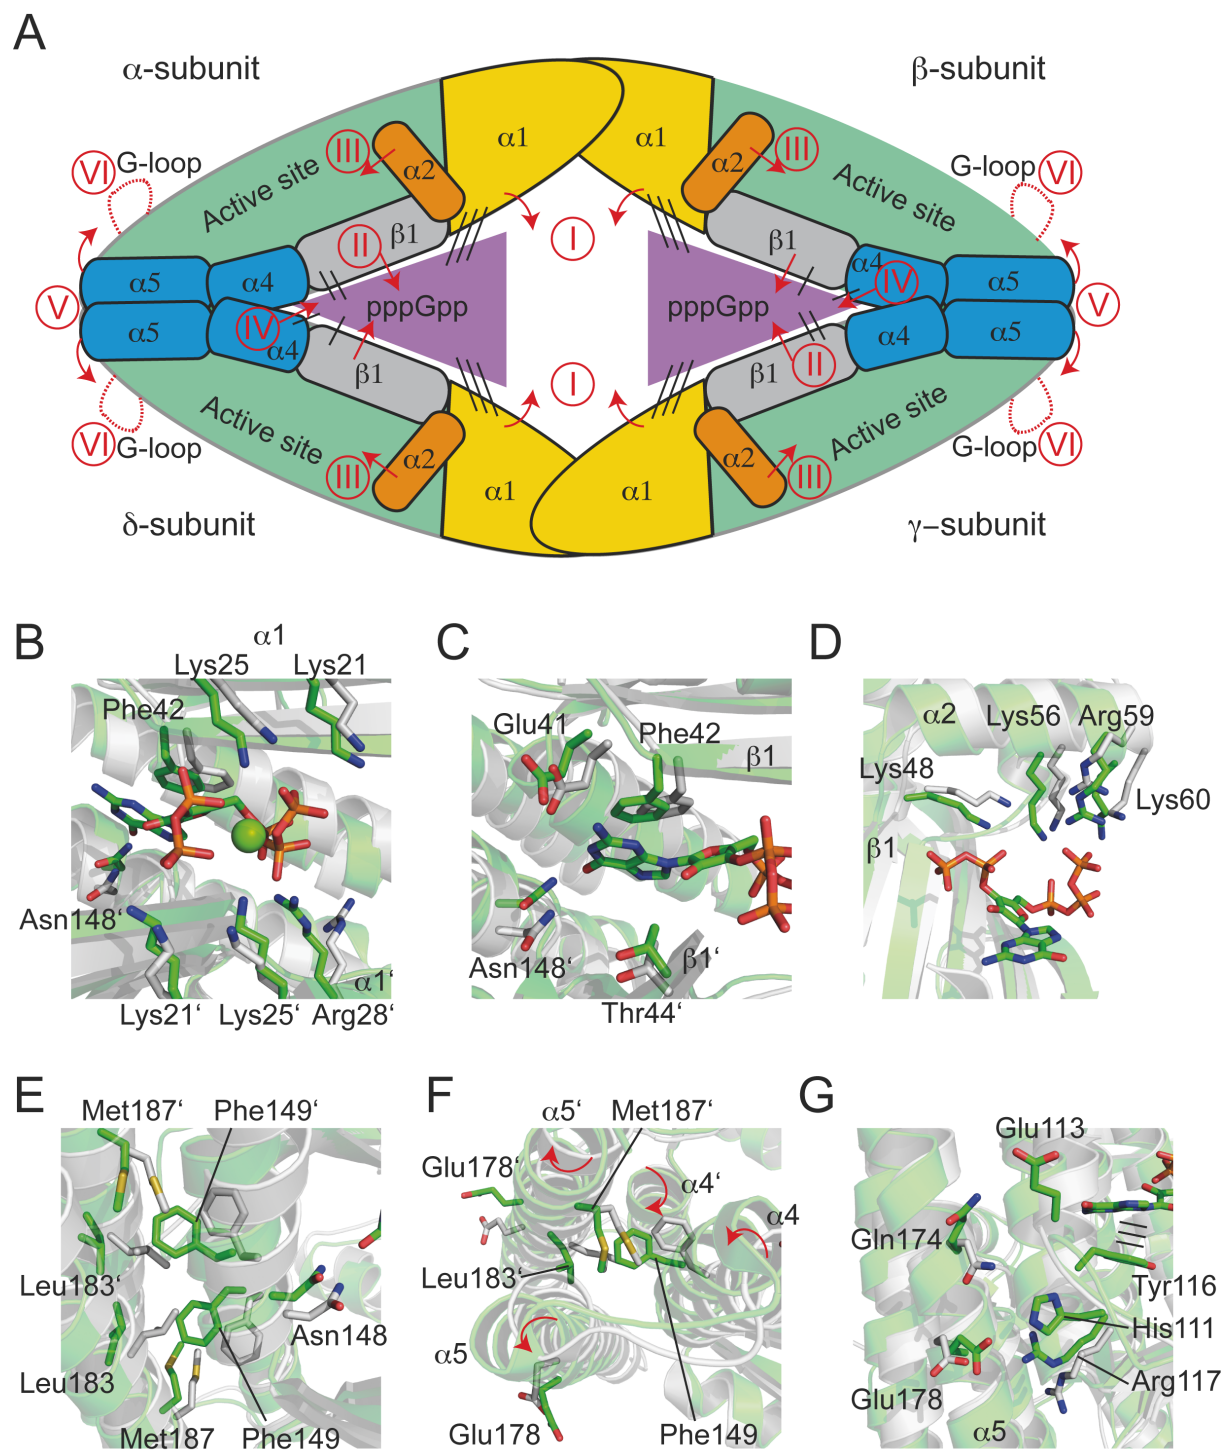 A
α-subunit
β-subunit
α1
α1
III
α2
α2
III
VI
G-loop
G-loop
VI
Active site
Active site
II
β1
β1
I
α5
α4
α4
α5
IV
V
pppGpp
pppGpp
V
α5
IV
α4
α4
α5
β1
β1
II
I
VI
G-loop
Active site
Active site
G-loop
VI
III
α2
α2
III
α1
α1
δ-subunit
γ-subunit
B
α1
Lys25
Lys21
Phe42
Asn148‘
α1‘
Lys21‘
Lys25‘
Arg28‘
C
Glu41
Phe42
β1
Asn148‘
β1‘
Thr44‘
D
α2
Lys56
Arg59
Lys48
Lys60
β1
E
Met187‘
Phe149‘
Leu183‘
Asn148
Leu183
Met187
Phe149
F
α5‘
Met187‘
Glu178‘
α4‘
α4
Leu183‘
α5
Glu178
Phe149
G
Glu113
Gln174
Tyr116
His111
Glu178
Arg117
α5